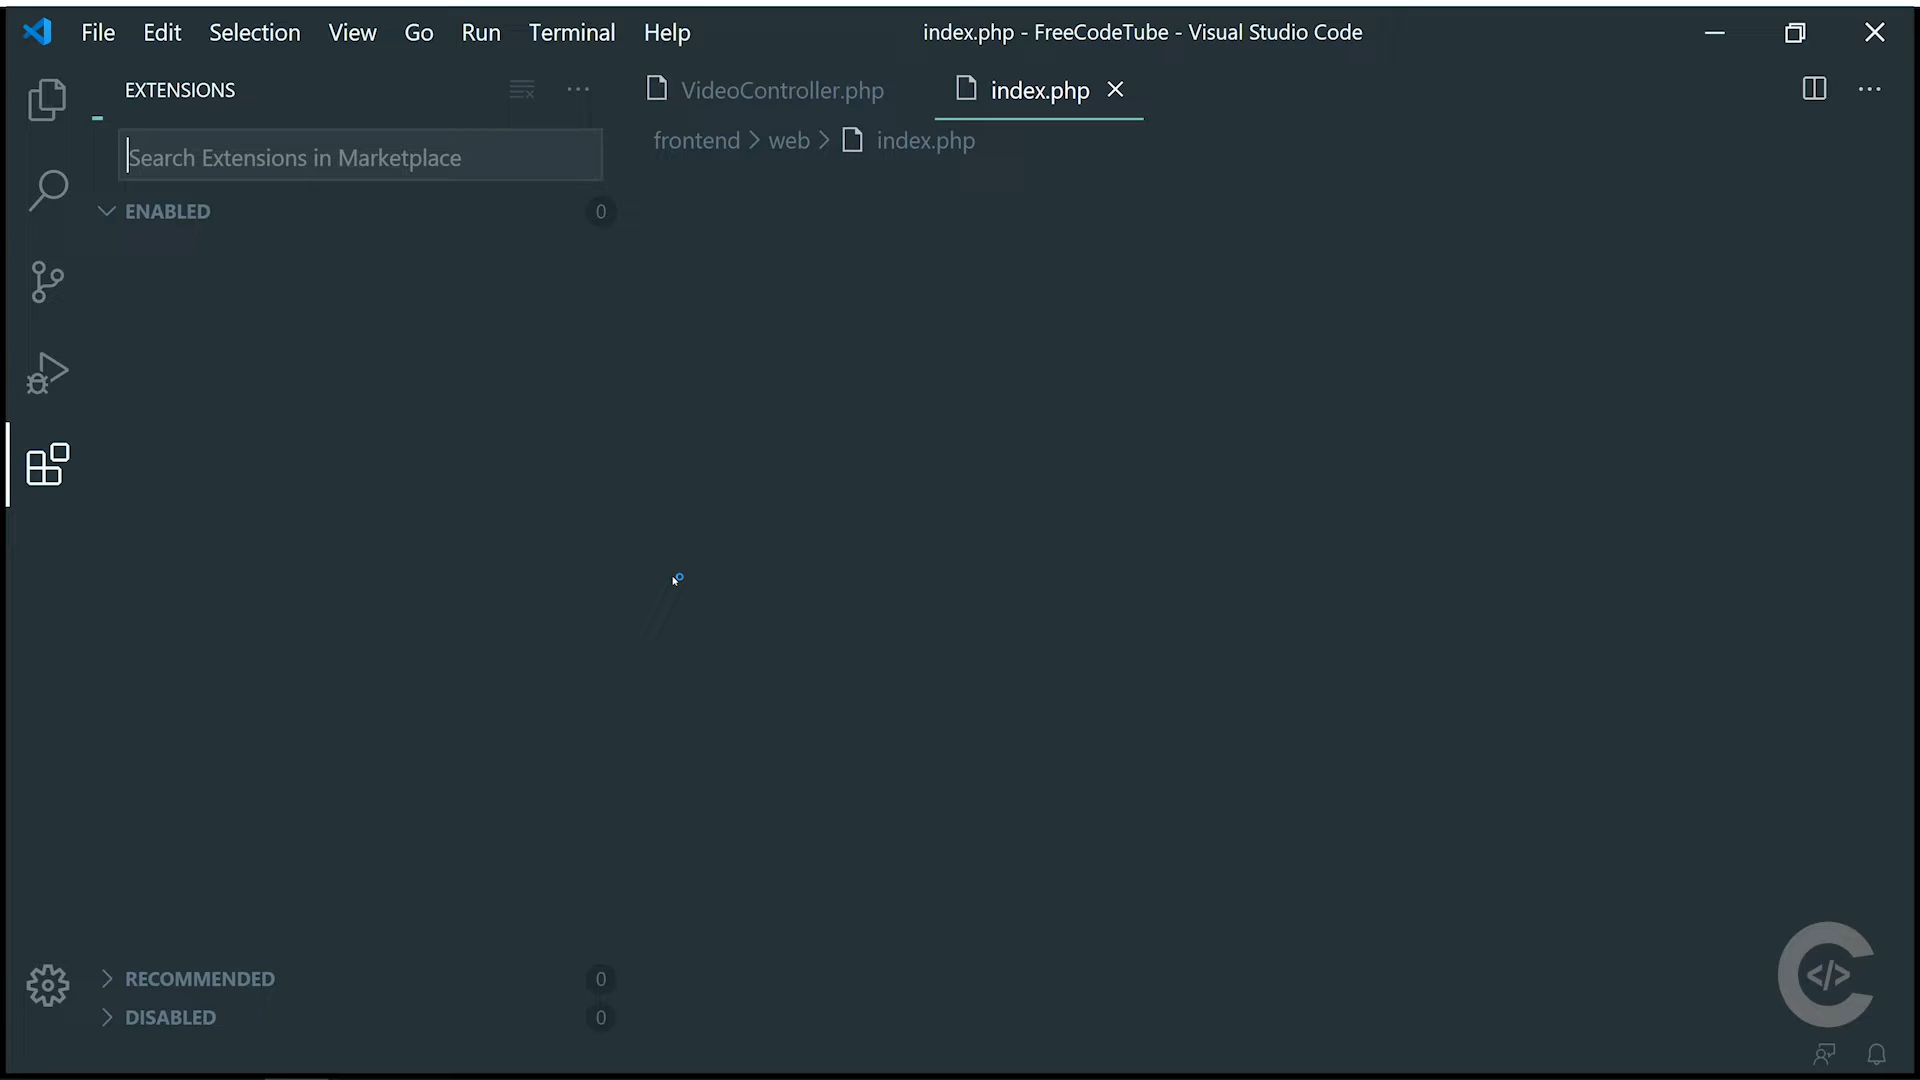 File Edit Selection View Go Run Terminal Help
index.php - FreeCodeTube - Visual Studio Code
EXTENSIONS
VideoController.php
index.php
frontend > web > index.php
Search Extensions in Marketplace
ENABLED 0
RECOMMENDED 0
DISABLED 0